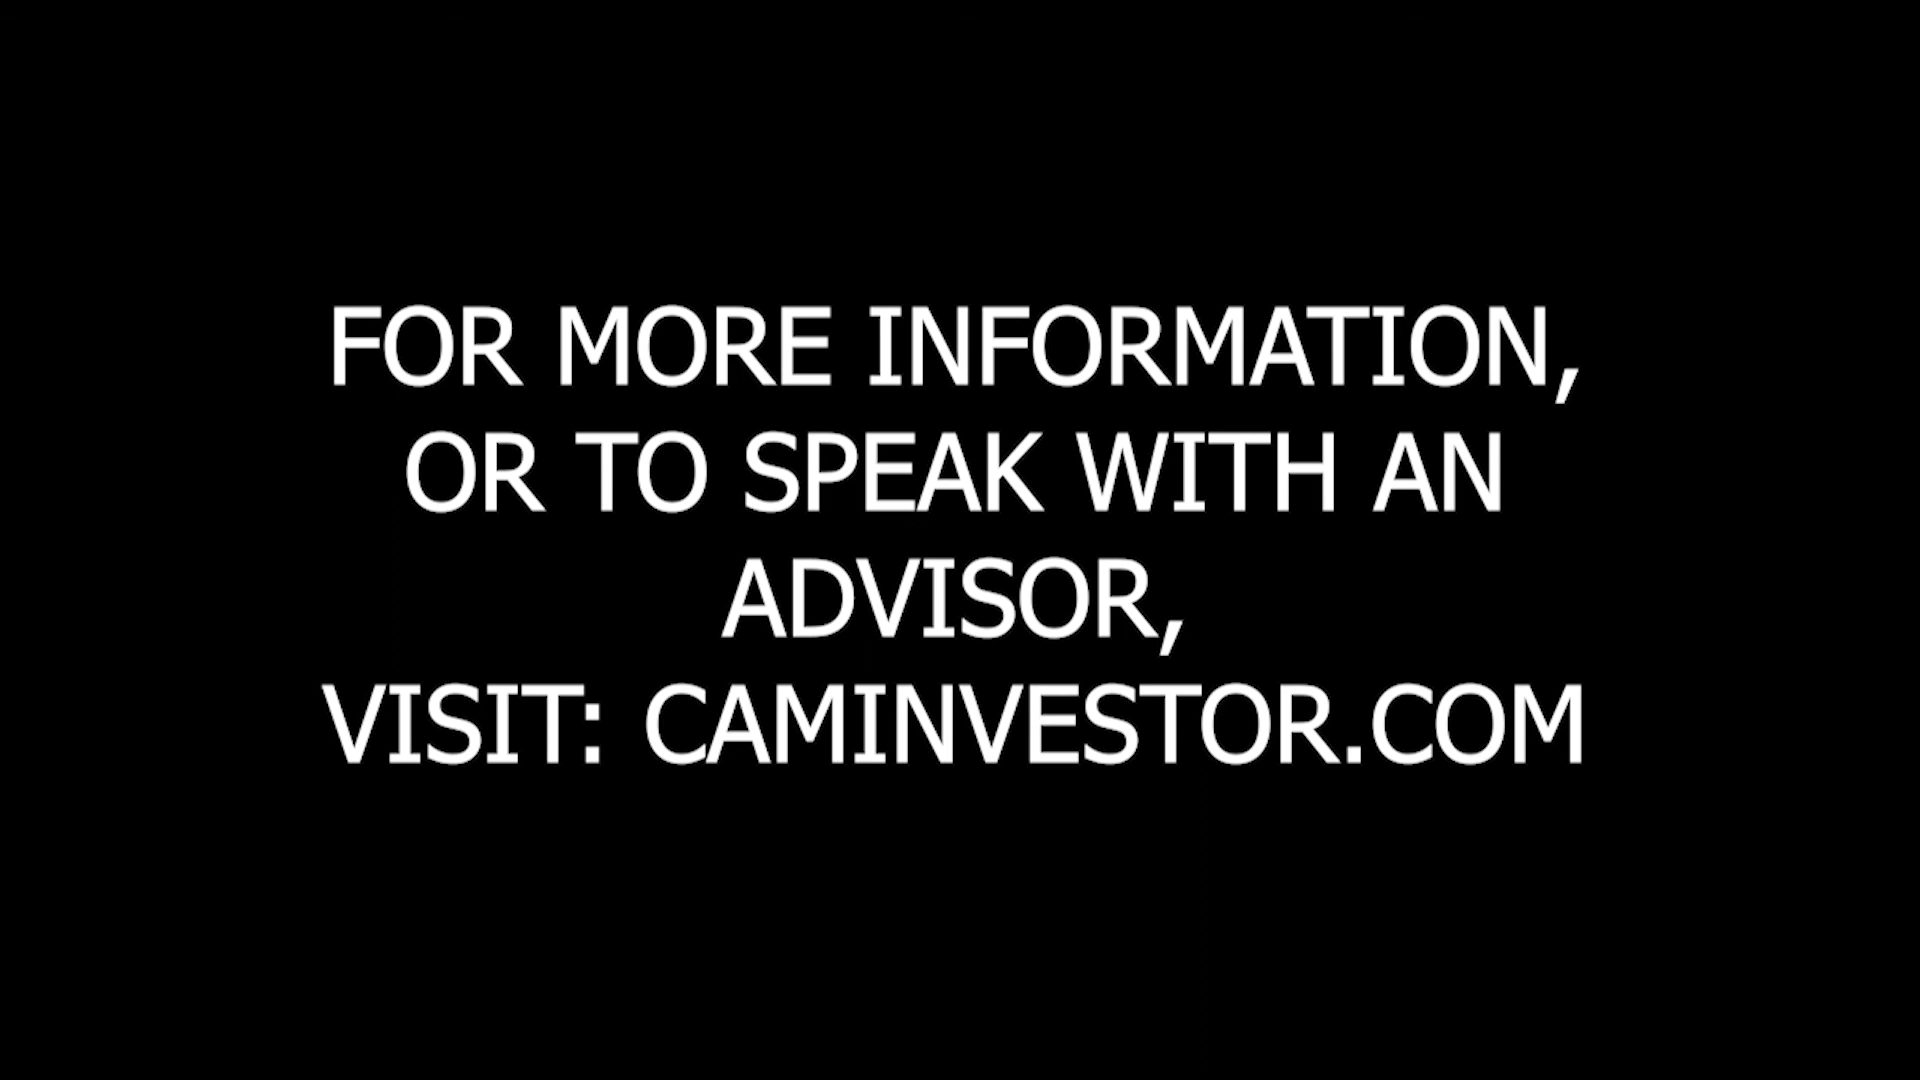 FOR MORE INFORMATION,
OR TO SPEAK WITH AN
ADVISOR,
VISIT: CAMINVESTOR.COM